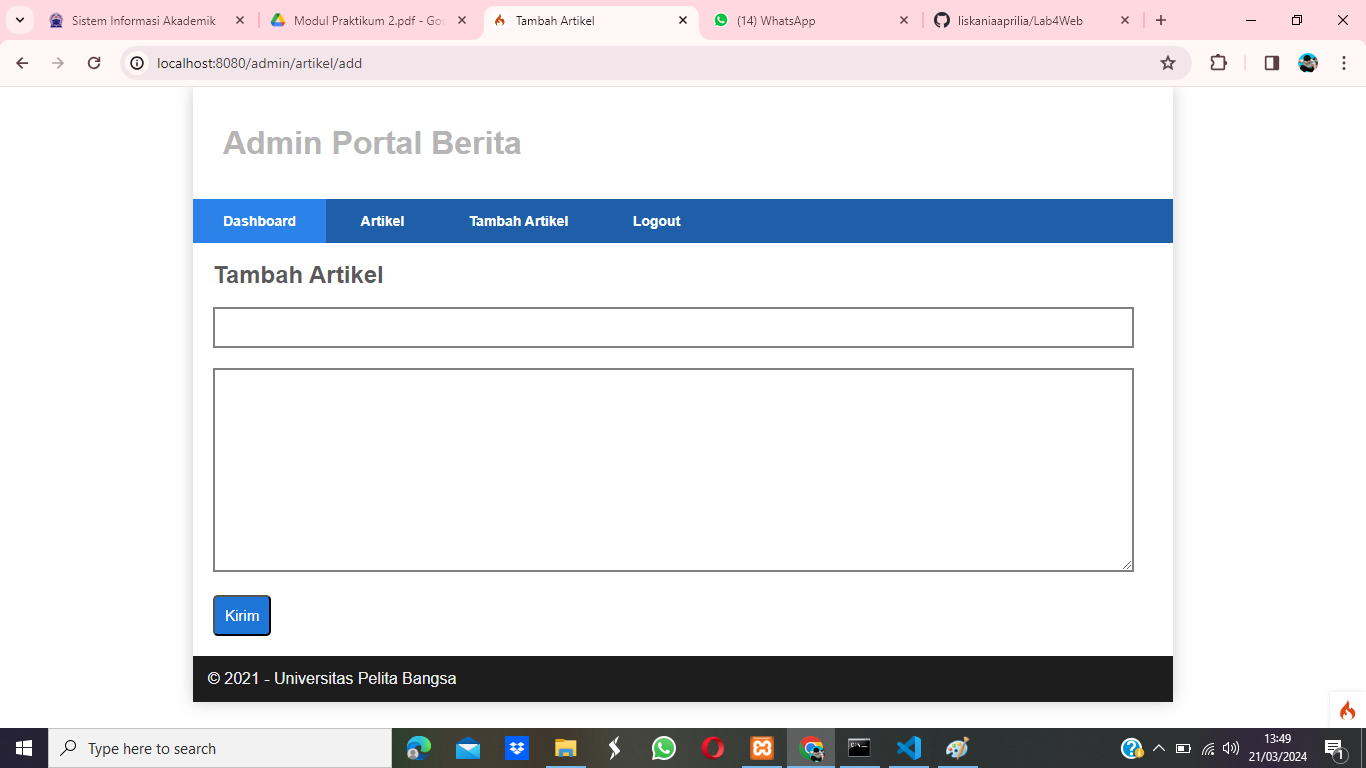 Sistem Informasi Akademik
Modul Praktikum 2.pdf - Go
Tambah Artikel
(14) WhatsApp
liskaniaaprilia/Lab4Web
localhost:8080/admin/artikel/add
Admin Portal Berita
Dashboard Artikel Tambah Artikel Logout
Tambah Artikel
Kirim
© 2021 - Universitas Pelita Bangsa
Type here to search
13:49
21/03/2024
1